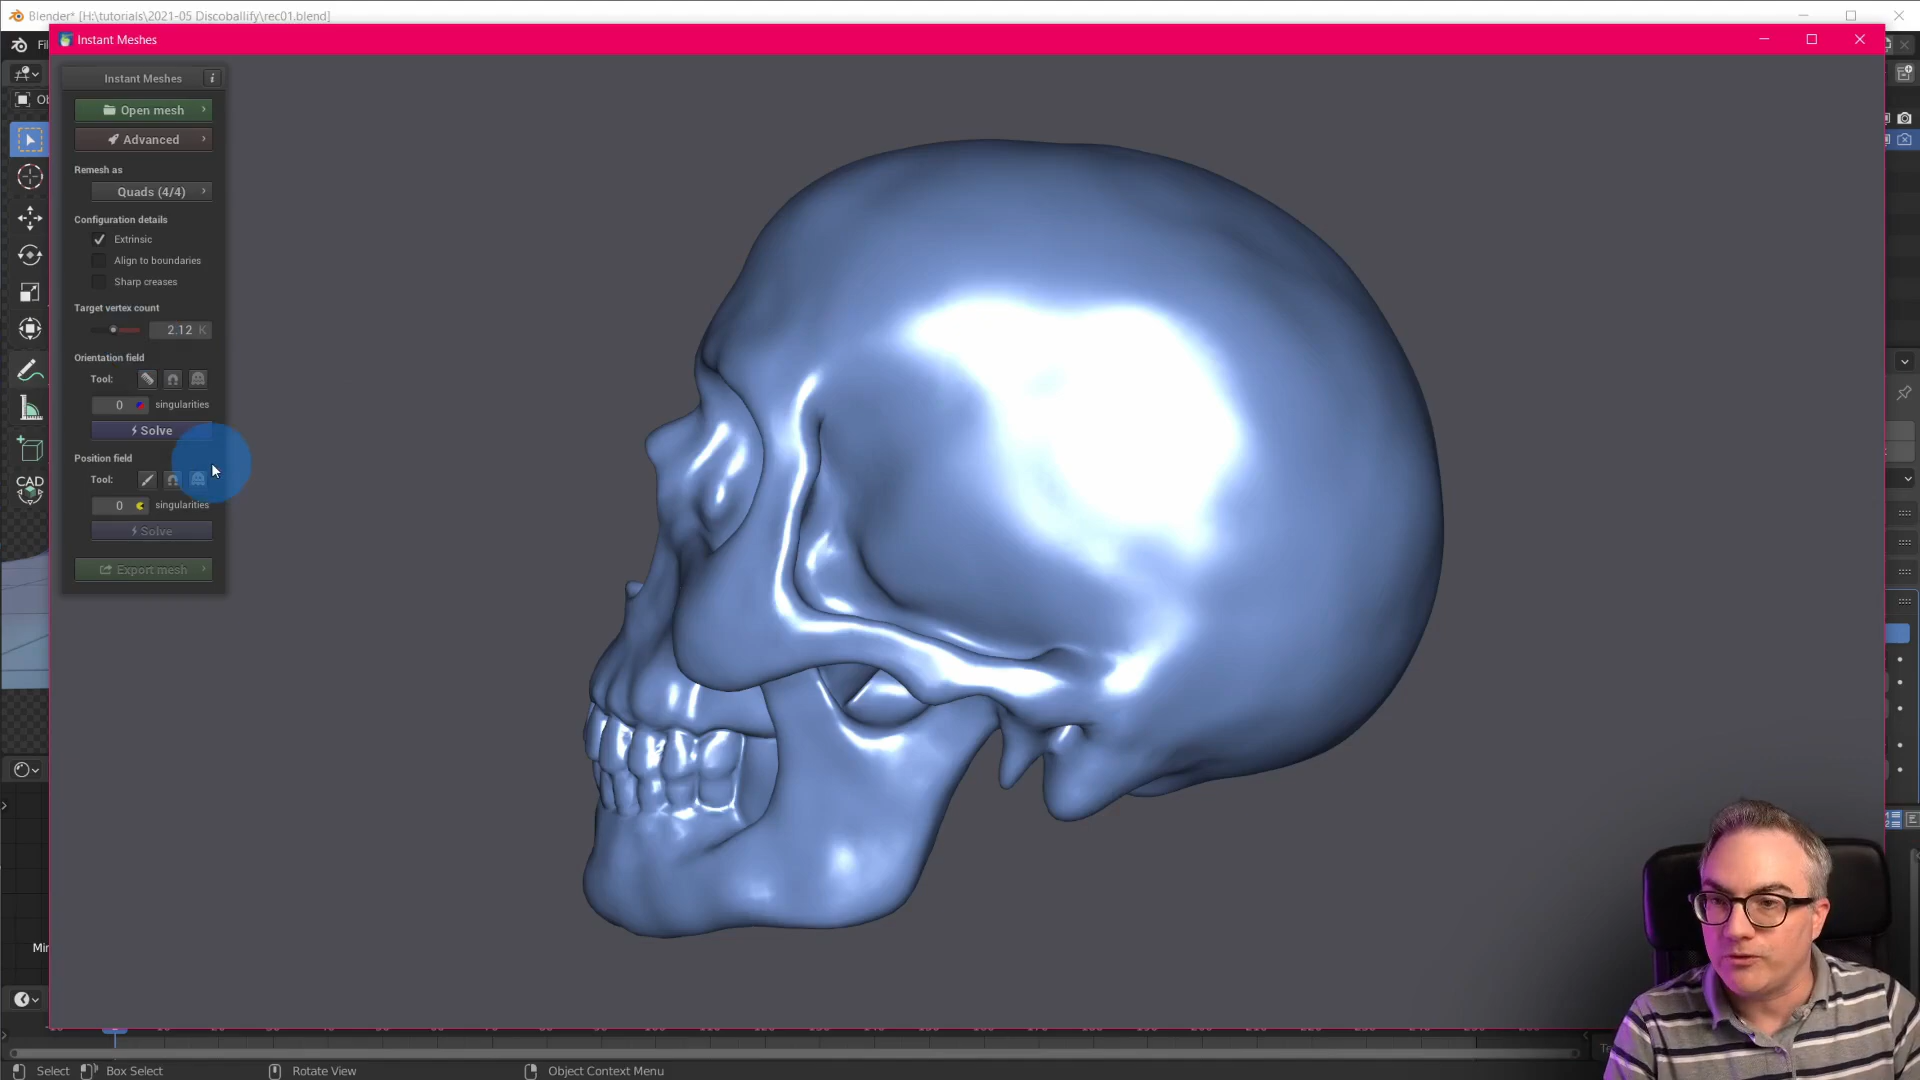 Blender* [H:\tutorials\2021-05 Discoballify\rec01.blend]
Instant Meshes
Instant Meshes
Open mesh
Advanced
Remesh as
Quads (4/4)
Configuration details
Extrinsic
Align to boundaries
Sharp creases
Target vertex count
2.12 K
Orientation field
Tool:
0 singularities
Solve
Position field
Tool:
CAD
0 singularities
Solve
Export mesh
Select
Box Select
Rotate View
Object Context Menu